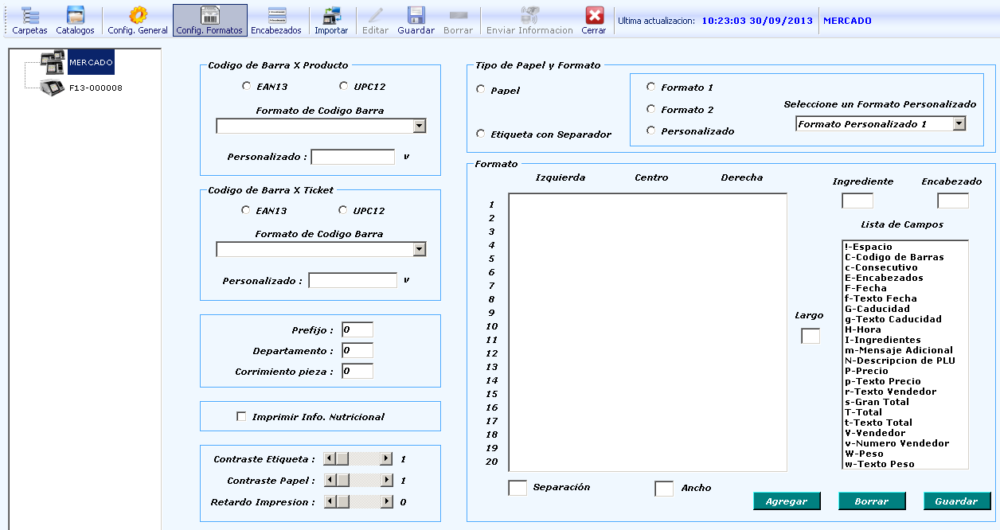 Carpetas Catalogos Config. General Config. Formatos Encabezados Importar Editar Guardar Borrar Enviar Informacion Cerrar Ultima actualizacion: 10:23:03 30/09/2013 MERCADO
MERCADO
F13-000008
Codigo de Barra X Producto
EAN13 UPC12
Formato de Codigo Barra
Personalizado : v
Codigo de Barra X Ticket
EAN13 UPC12
Formato de Codigo Barra
Personalizado : v
Prefijo : 0
Departamento : 0
Corrimiento pieza : 0
Imprimir Info. Nutricional
Contraste Etiqueta : 1
Contraste Papel : 1
Retardo Impresion : 0
Tipo de Papel y Formato
Papel
Etiqueta con Separador
Formato 1
Formato 2
Personalizado
Seleccione un Formato Personalizado
Formato Personalizado 1
Formato
Izquierda Centro Derecha
1
2
3
4
5
6
7
8
9
10
11
12
13
14
15
16
17
18
19
20
Separación Ancho
Largo
Ingrediente Encabezado
Lista de Campos
!-Espacio
C-Codigo de Barras
c-Consecutivo
E-Encabezados
F-Fecha
f-Texto Fecha
G-Caducidad
g-Texto Caducidad
H-Hora
I-Ingredientes
m-Mensaje Adicional
N-Descripcion de PLU
P-Precio
p-Texto Precio
r-Texto Vendedor
s-Gran Total
T-Total
t-Texto Total
V-Vendedor
v-Numero Vendedor
W-Peso
w-Texto Peso
Agregar Borrar Guardar